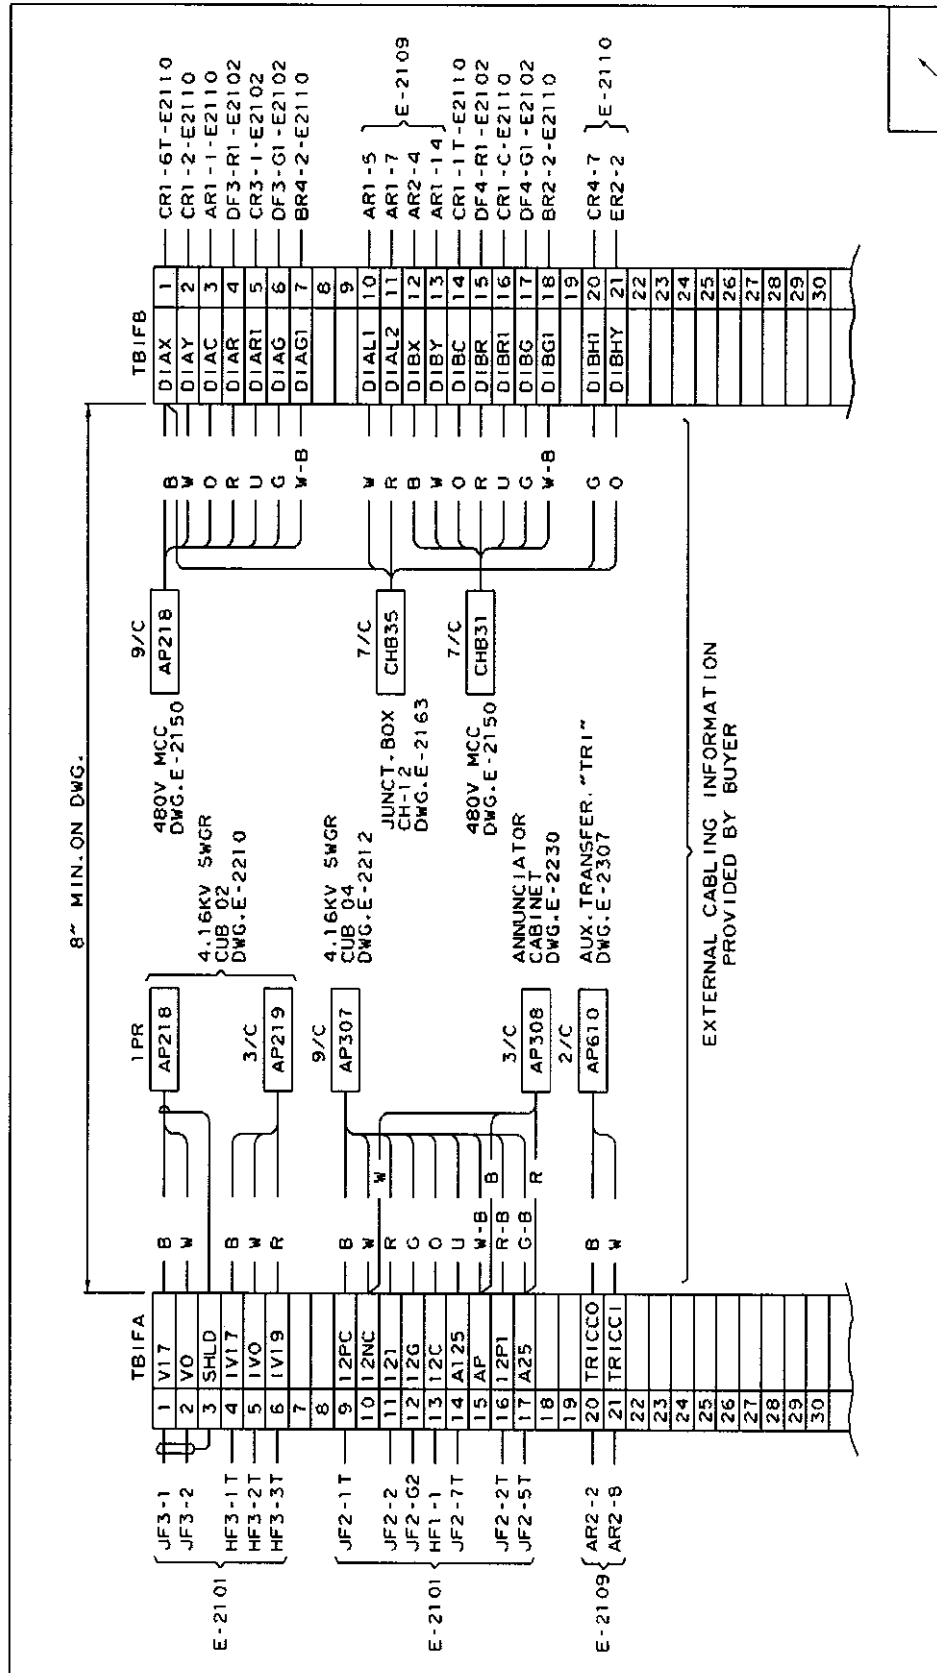 8" MIN. ON DWG.
TB1FA
JF3-1 1 V17 B
JF3-2 2 VO W
3 SHLD
HF3-1T 4 1V17 B
HF3-2T 5 1VO W
HF3-3T 6 1V19 R
7
8
JF2-1T 9 12PC B
10 12NC W W
JF2-2 11 121 R
JF2-G2 12 12G G
HF1-1 13 12C O
JF2-7T 14 A125 U
15 AP W-B B
JF2-2T 16 12P1 R-B
JF2-5T 17 A25 G-B R
18
19
AR2-2 20 TR1CCO B
AR2-8 21 TR1CC1 W
22
23
24
25
26
27
28
29
30
E-2101
E-2101
E-2109
1PR
AP218
3/C
AP219
4.16KV SWGR
CUB 02
DWG.E-2210
9/C
AP307
4.16KV SWGR
CUB 04
DWG.E-2212
3/C
AP308
ANNUNCIATOR
CABINET
DWG.E-2230
2/C
AP610
AUX.TRANSFER."TR1"
DWG.E-2307
9/C
AP218
480V MCC
DWG.E-2150
7/C
CHB35
JUNCT.BOX
CH-12
DWG.E-2163
7/C
CHB31
480V MCC
DWG.E-2150
TB1FB
B D1AX 1 CR1-6T-E2110
W D1AY 2 CR1-2-E2110
O D1AC 3 AR1-1-E2110
R D1AR 4 DF3-R1-E2102
U D1AR1 5 CR3-1-E2102
G D1AG 6 DF3-G1-E2102
W-B D1AG1 7 BR4-2-E2110
8
9
W D1AL1 10 AR1-5
R D1AL2 11 AR1-7
B D1BX 12 AR2-4
W D1BY 13 AR1-14
O D1BC 14 CR1-1T-E2110
R D1BR 15 DF4-R1-E2102
U D1BR1 16 CR1-C-E2110
G D1BG 17 DF4-G1-E2102
W-B D1BG1 18 BR2-2-E2110
19
G D1BH1 20 CR4-7
O D1BHY 21 ER2-2
22
23
24
25
26
27
28
29
30
E-2109
E-2110
EXTERNAL CABLING INFORMATION
PROVIDED BY BUYER